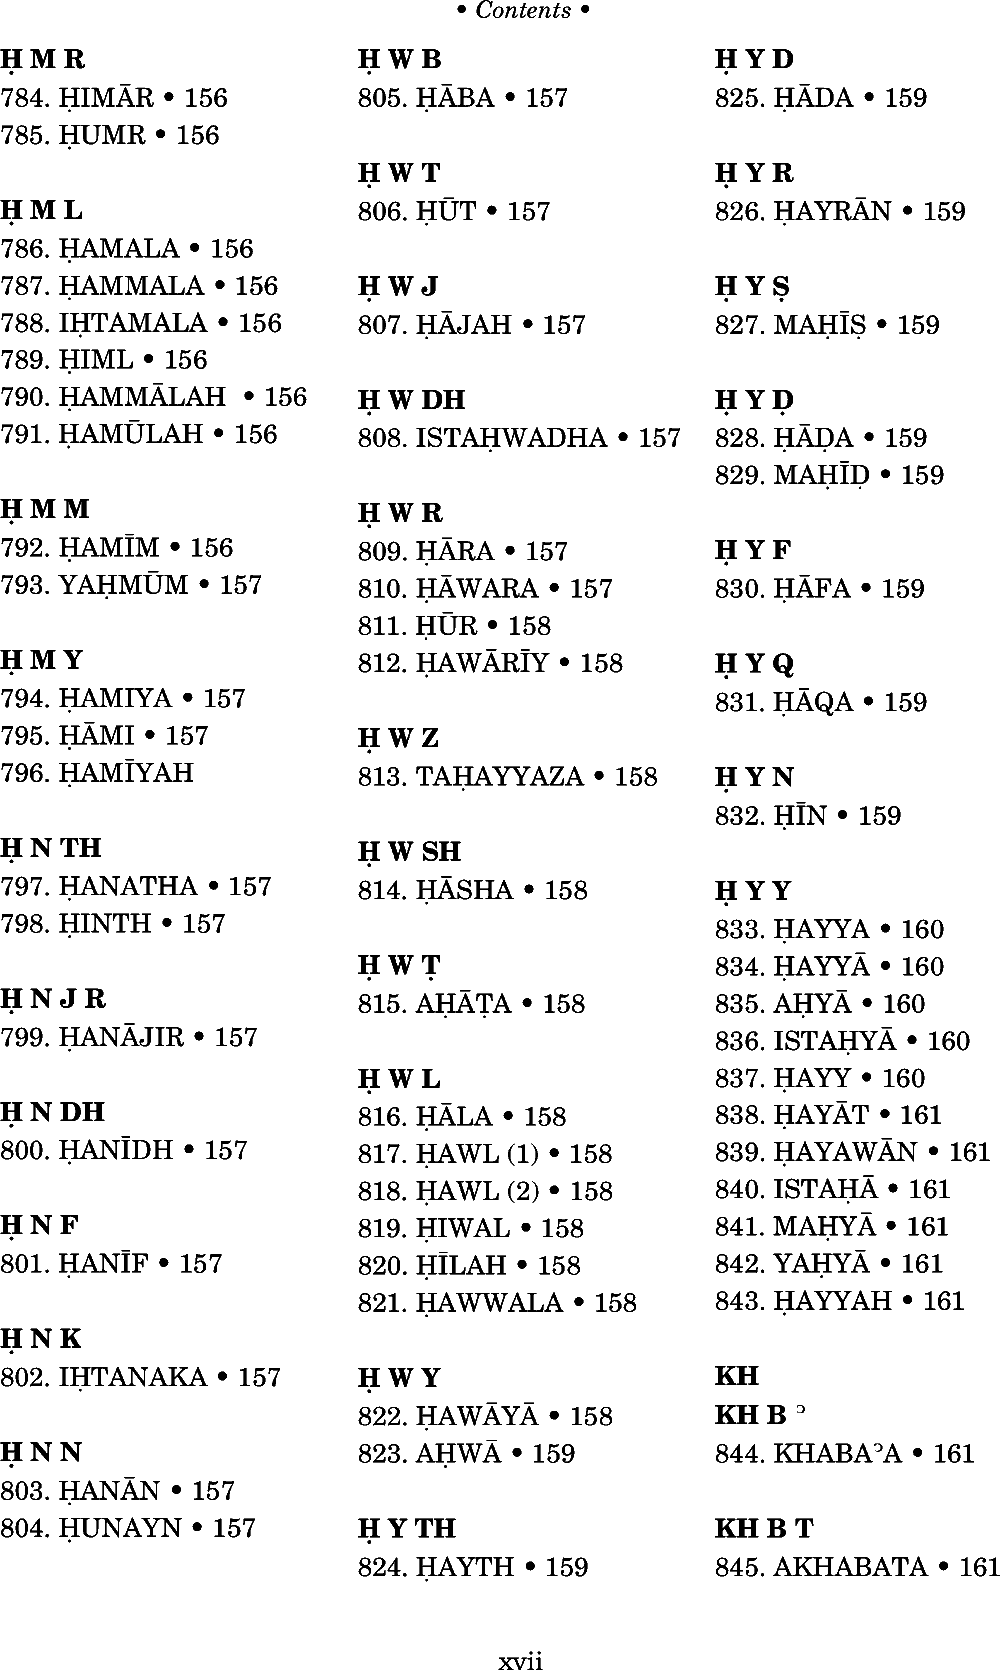 • Contents •
Ḥ M R
784. ḤIMĀR • 156
785. ḤUMR • 156
Ḥ M L
786. ḤAMALA • 156
787. ḤAMMALA • 156
788. IḤTAMALA • 156
789. ḤIML • 156
790. ḤAMMĀLAH • 156
791. ḤAMŪLAH • 156
Ḥ M M
792. ḤAMĪM • 156
793. YAḤMŪM • 157
Ḥ M Y
794. ḤAMIYA • 157
795. ḤĀMI • 157
796. ḤAMĪYAH
Ḥ N TH
797. ḤANATHA • 157
798. ḤINTH • 157
Ḥ N J R
799. ḤANĀJIR • 157
Ḥ N DH
800. ḤANĪDH • 157
Ḥ N F
801. ḤANĪF • 157
Ḥ N K
802. IḤTANAKA • 157
Ḥ N N
803. ḤANĀN • 157
804. ḤUNAYN • 157
Ḥ W B
805. ḤĀBA • 157
Ḥ W T
806. ḤŪT • 157
Ḥ W J
807. ḤĀJAH • 157
Ḥ W DH
808. ISTAḤWADHA • 157
Ḥ W R
809. ḤĀRA • 157
810. ḤĀWARA • 157
811. ḤŪR • 158
812. ḤAWĀRĪY • 158
Ḥ W Z
813. TAḤAYYAZA • 158
Ḥ W SH
814. ḤĀSHA • 158
Ḥ W Ṭ
815. AḤĀṬA • 158
Ḥ W L
816. ḤĀLA • 158
817. ḤAWL (1) • 158
818. ḤAWL (2) • 158
819. ḤIWAL • 158
820. ḤĪLAH • 158
821. ḤAWWALA • 158
Ḥ W Y
822. ḤAWĀYĀ • 158
823. AḤWĀ • 159
Ḥ Y TH
824. ḤAYTH • 159
Ḥ Y D
825. ḤĀDA • 159
Ḥ Y R
826. ḤAYRĀN • 159
Ḥ Y Ṣ
827. MAḤĪṢ • 159
Ḥ Y Ḍ
828. ḤĀḌA • 159
829. MAḤĪḌ • 159
Ḥ Y F
830. ḤĀFA • 159
Ḥ Y Q
831. ḤĀQA • 159
Ḥ Y N
832. ḤĪN • 159
Ḥ Y Y
833. ḤAYYA • 160
834. ḤAYYĀ • 160
835. AḤYĀ • 160
836. ISTAḤYĀ • 160
837. ḤAYY • 160
838. ḤAYĀT • 161
839. ḤAYAWĀN • 161
840. ISTAḤĀ • 161
841. MAḤYĀ • 161
842. YAḤYĀ • 161
843. ḤAYYAH • 161
KH
KH B ʾ
844. KHABAʾA • 161
KH B T
845. AKHABATA • 161
xvii